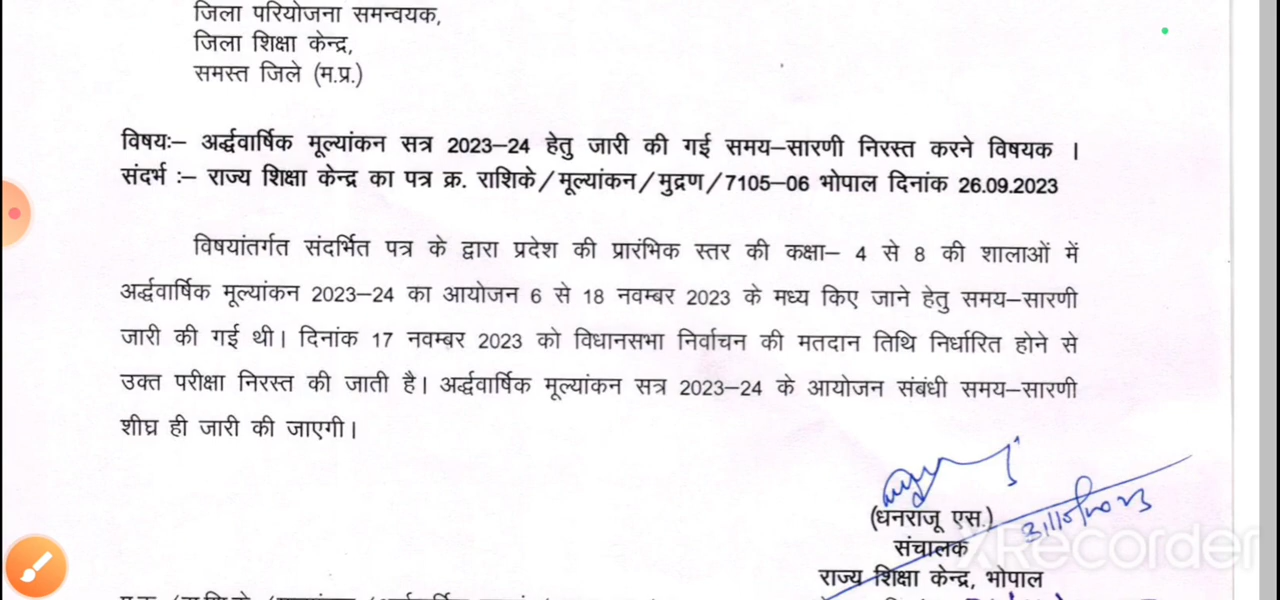 जिला परियोजना समन्वयक,
जिला शिक्षा केन्द्र,
समस्त जिले (म.प्र.)
विषयः– अर्द्धवार्षिक मूल्यांकन सत्र 2023–24 हेतु जारी की गई समय–सारणी निरस्त करने विषयक ।
संदर्भ :– राज्य शिक्षा केन्द्र का पत्र क्र. राशिके/मूल्यांकन/मुद्रण/7105–06 भोपाल दिनांक 26.09.2023
विषयांतर्गत संदर्भित पत्र के द्वारा प्रदेश की प्रारंभिक स्तर की कक्षा– 4 से 8 की शालाओं में
अर्द्धवार्षिक मूल्यांकन 2023–24 का आयोजन 6 से 18 नवम्बर 2023 के मध्य किए जाने हेतु समय–सारणी
जारी की गई थी। दिनांक 17 नवम्बर 2023 को विधानसभा निर्वाचन की मतदान तिथि निर्धारित होने से
उक्त परीक्षा निरस्त की जाती है। अर्द्धवार्षिक मूल्यांकन सत्र 2023–24 के आयोजन संबंधी समय–सारणी
शीघ्र ही जारी की जाएगी।
(धनराजू एस.)
संचालक
राज्य शिक्षा केन्द्र, भोपाल
XRecorder